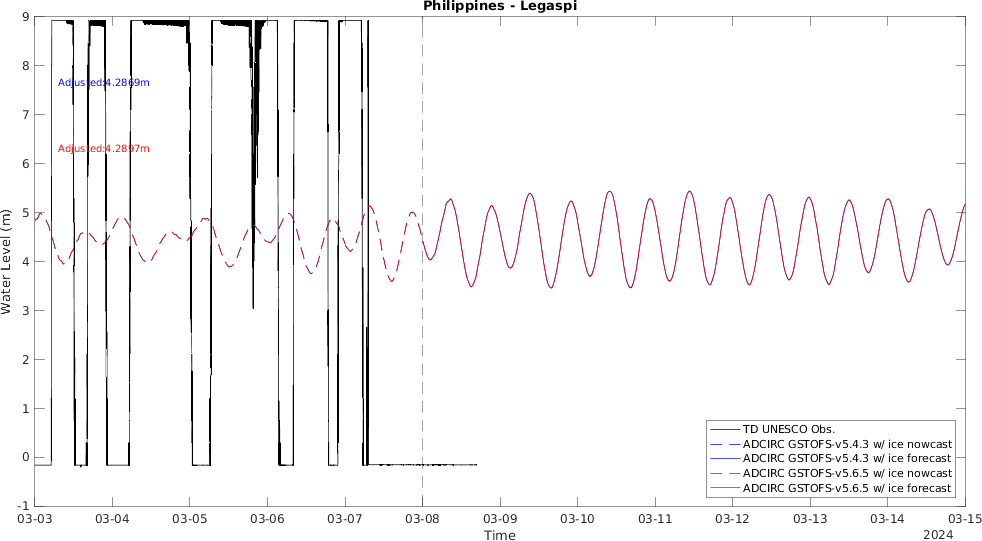 Philippines - Legaspi
9
8
7
6
5
4
3
2
1
0
-1
Water Level (m)
Adjusted:4.2869m
Adjusted:4.2897m
TD UNESCO Obs.
ADCIRC GSTOFS-v5.4.3 w/ ice nowcast
ADCIRC GSTOFS-v5.4.3 w/ ice forecast
ADCIRC GSTOFS-v5.6.5 w/ ice nowcast
ADCIRC GSTOFS-v5.6.5 w/ ice forecast
03-03 03-04 03-05 03-06 03-07 03-08 03-09 03-10 03-11 03-12 03-13 03-14 03-15
Time
2024